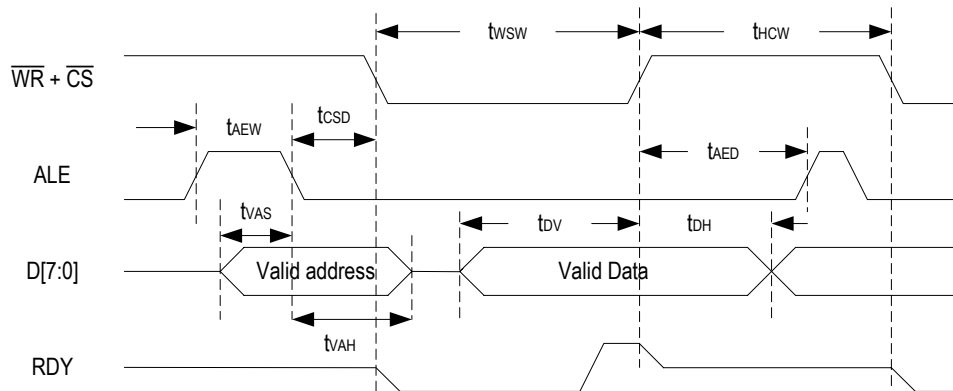 tWSW tHCW
WR + CS
tAEW tCSD
ALE tAED
tVAS tDV tDH
D[7:0] Valid address Valid Data
tVAH
RDY